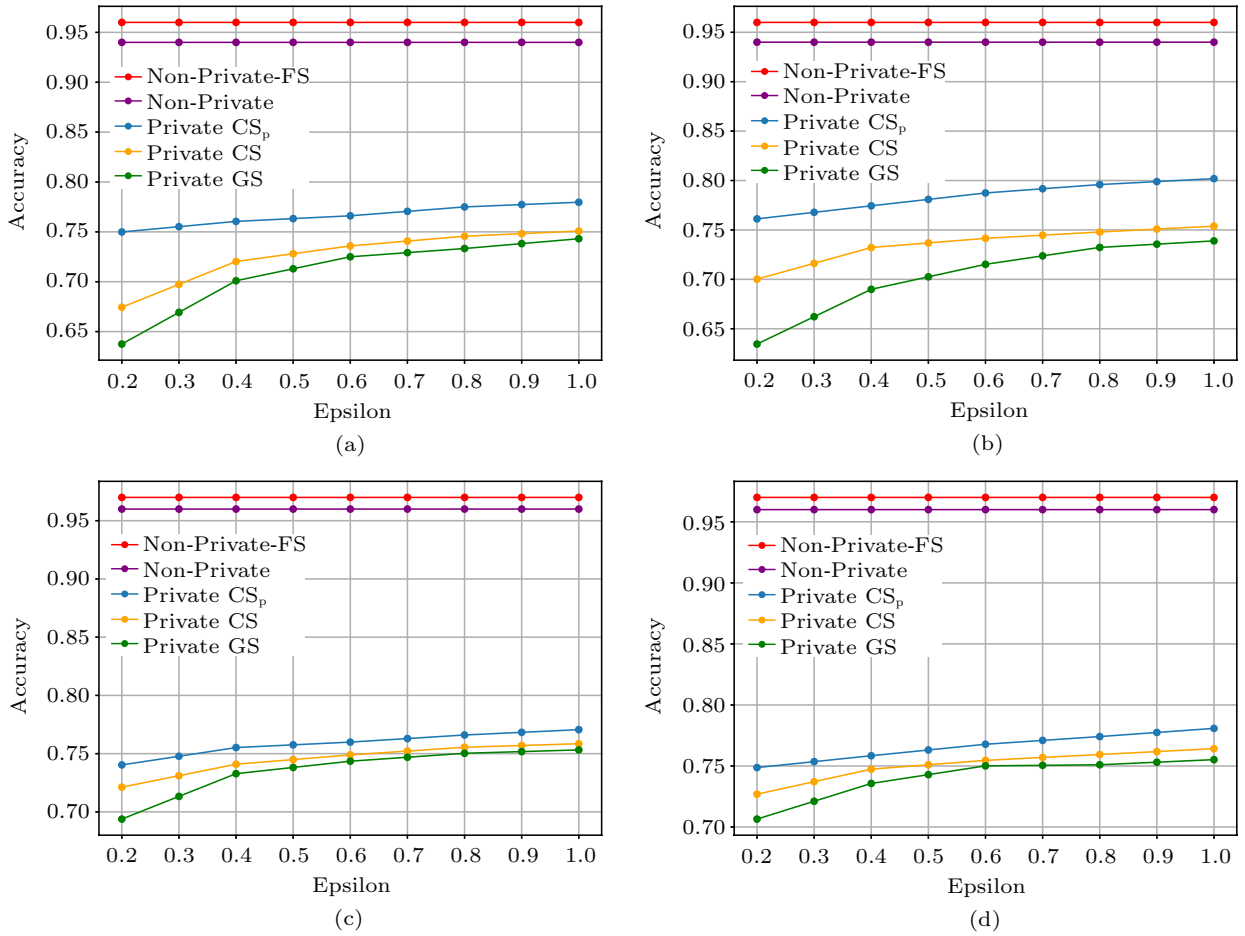 0.95
0.90
0.85
0.80
0.75
0.70
0.65
Accuracy
Non-Private-FS
Non-Private
Private CSp
Private CS
Private GS
0.2 0.3 0.4 0.5 0.6 0.7 0.8 0.9 1.0
Epsilon
(a)
0.95
0.90
0.85
0.80
0.75
0.70
0.65
Accuracy
Non-Private-FS
Non-Private
Private CSp
Private CS
Private GS
0.2 0.3 0.4 0.5 0.6 0.7 0.8 0.9 1.0
Epsilon
(b)
0.95
0.90
0.85
0.80
0.75
0.70
Accuracy
Non-Private-FS
Non-Private
Private CSp
Private CS
Private GS
0.2 0.3 0.4 0.5 0.6 0.7 0.8 0.9 1.0
Epsilon
(c)
0.95
0.90
0.85
0.80
0.75
0.70
Accuracy
Non-Private-FS
Non-Private
Private CSp
Private CS
Private GS
0.2 0.3 0.4 0.5 0.6 0.7 0.8 0.9 1.0
Epsilon
(d)